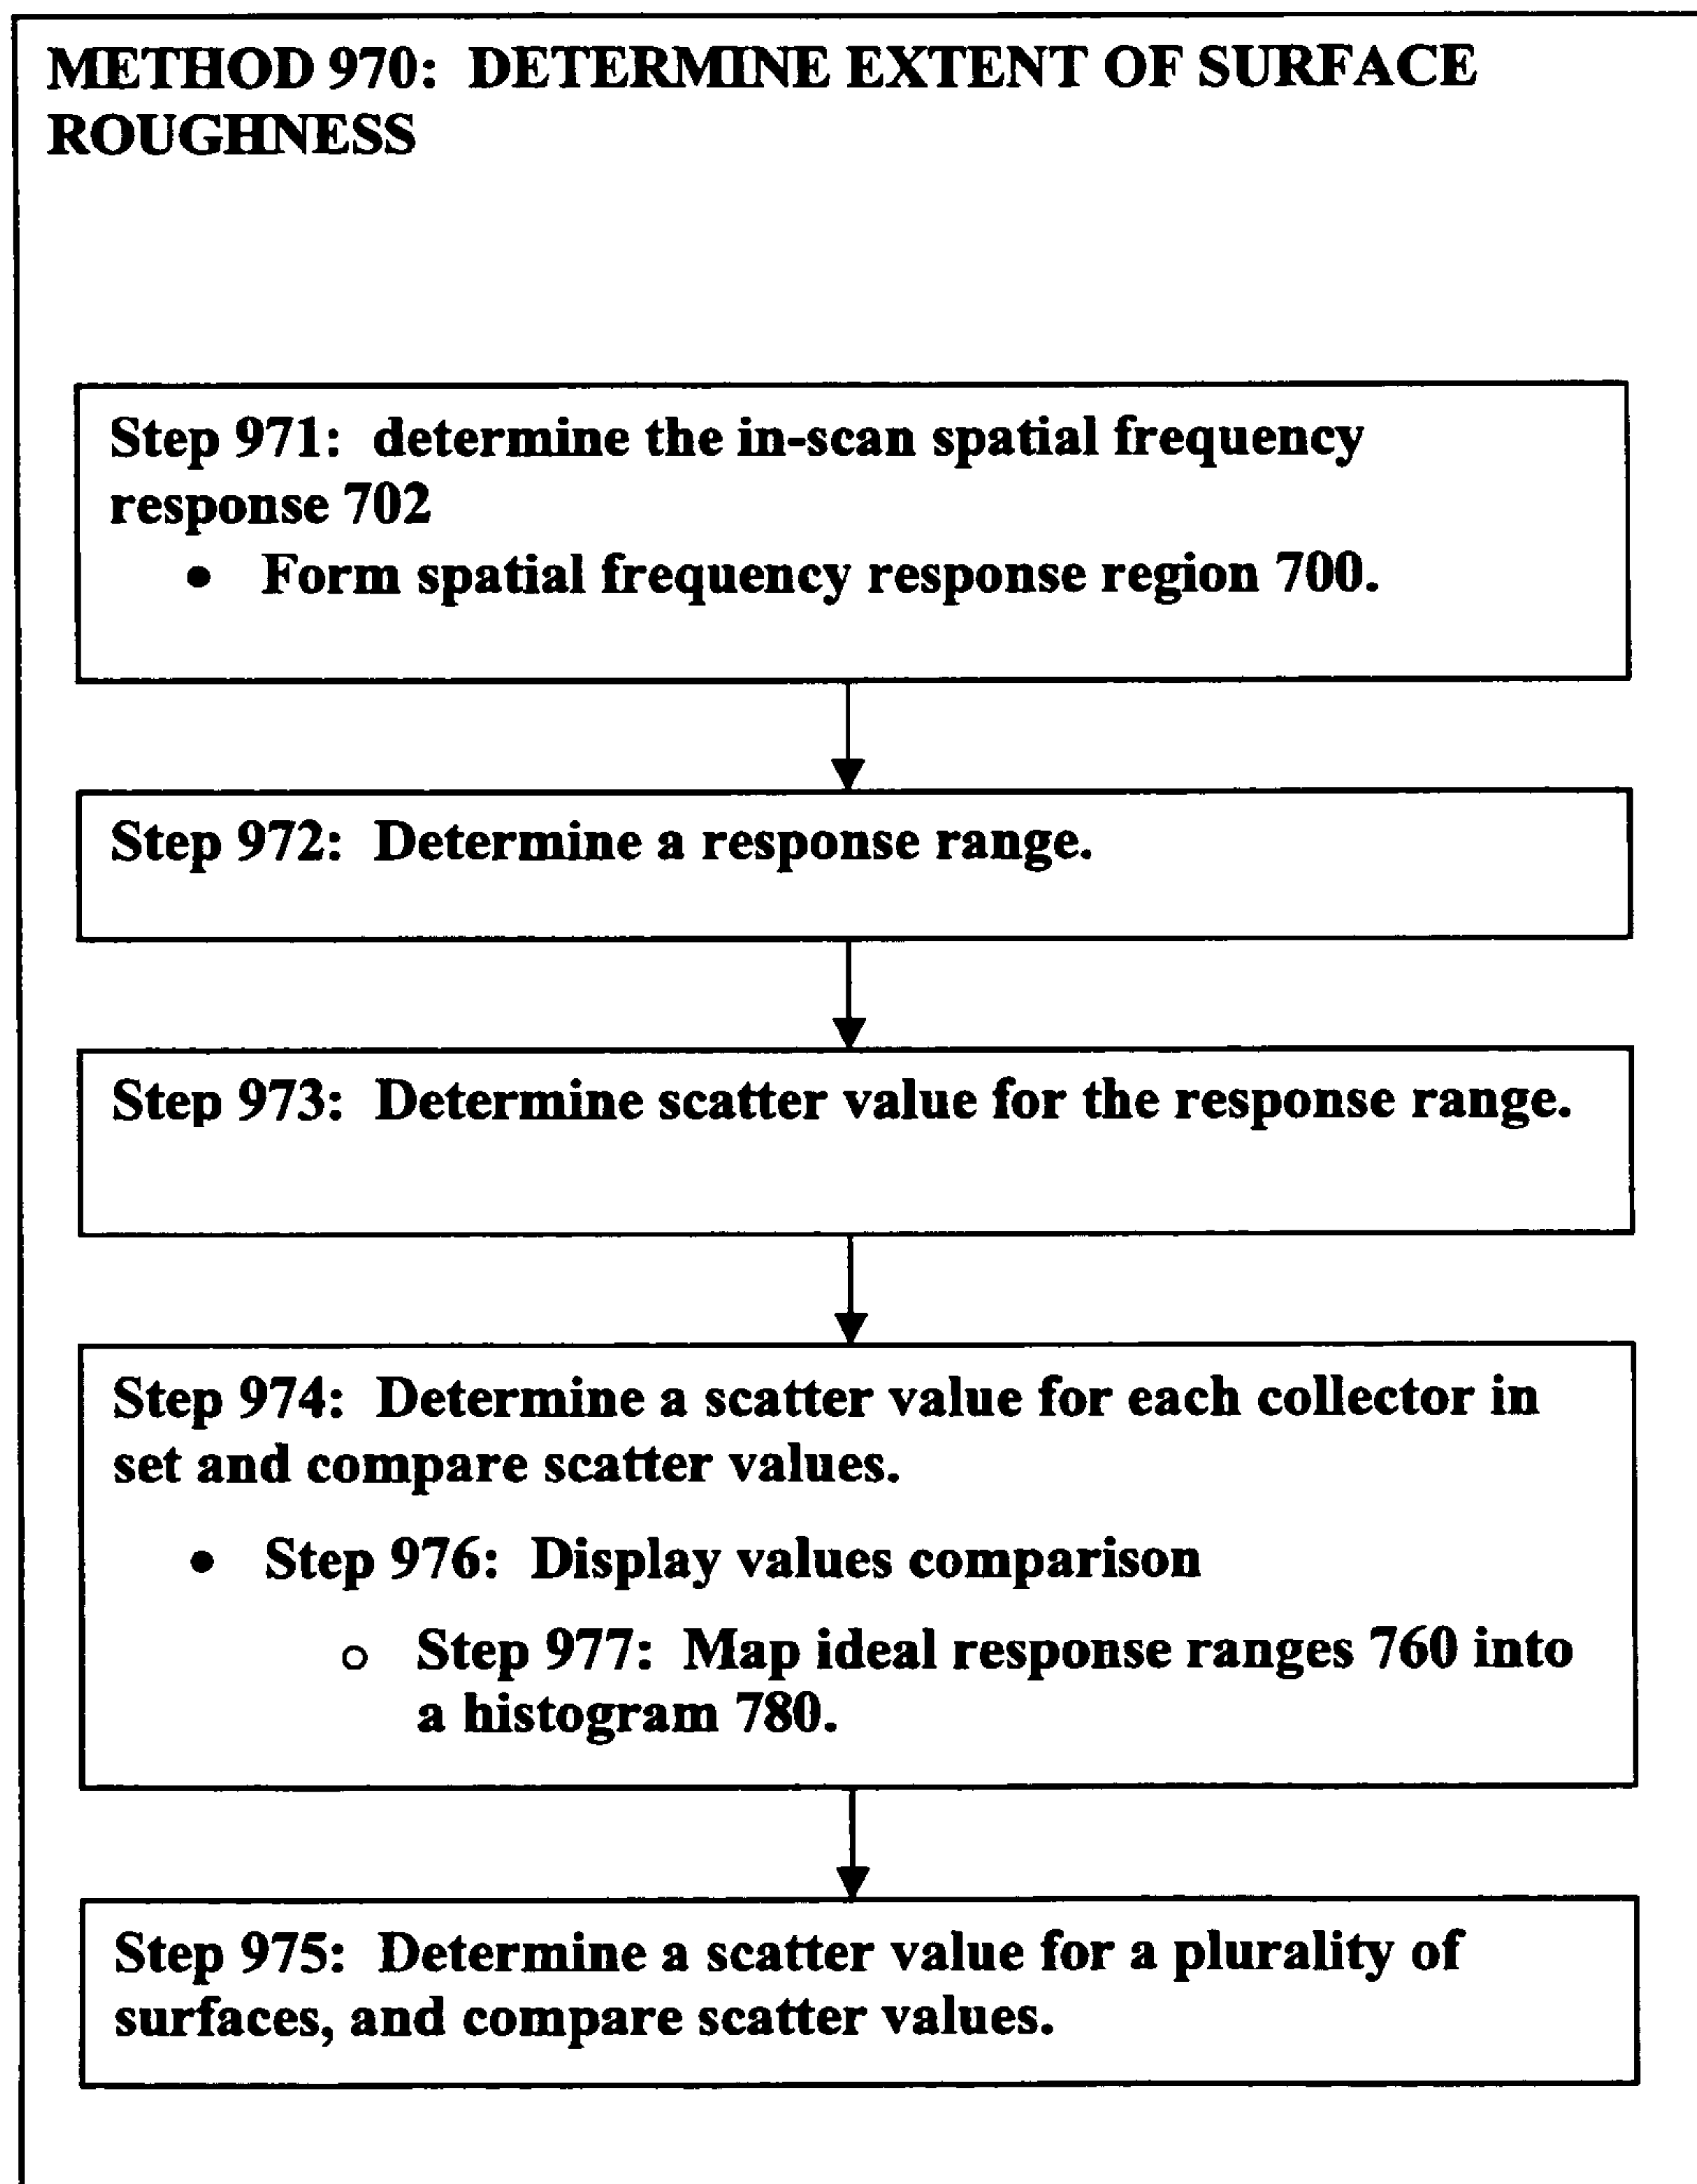 METHOD 970: DETERMINE EXTENT OF SURFACE
ROUGHNESS
Step 971: determine the in-scan spatial frequency
response 702
• Form spatial frequency response region 700.
Step 972: Determine a response range.
Step 973: Determine scatter value for the response range.
Step 974: Determine a scatter value for each collector in
set and compare scatter values.
• Step 976: Display values comparison
○ Step 977: Map ideal response ranges 760 into
a histogram 780.
Step 975: Determine a scatter value for a plurality of
surfaces, and compare scatter values.